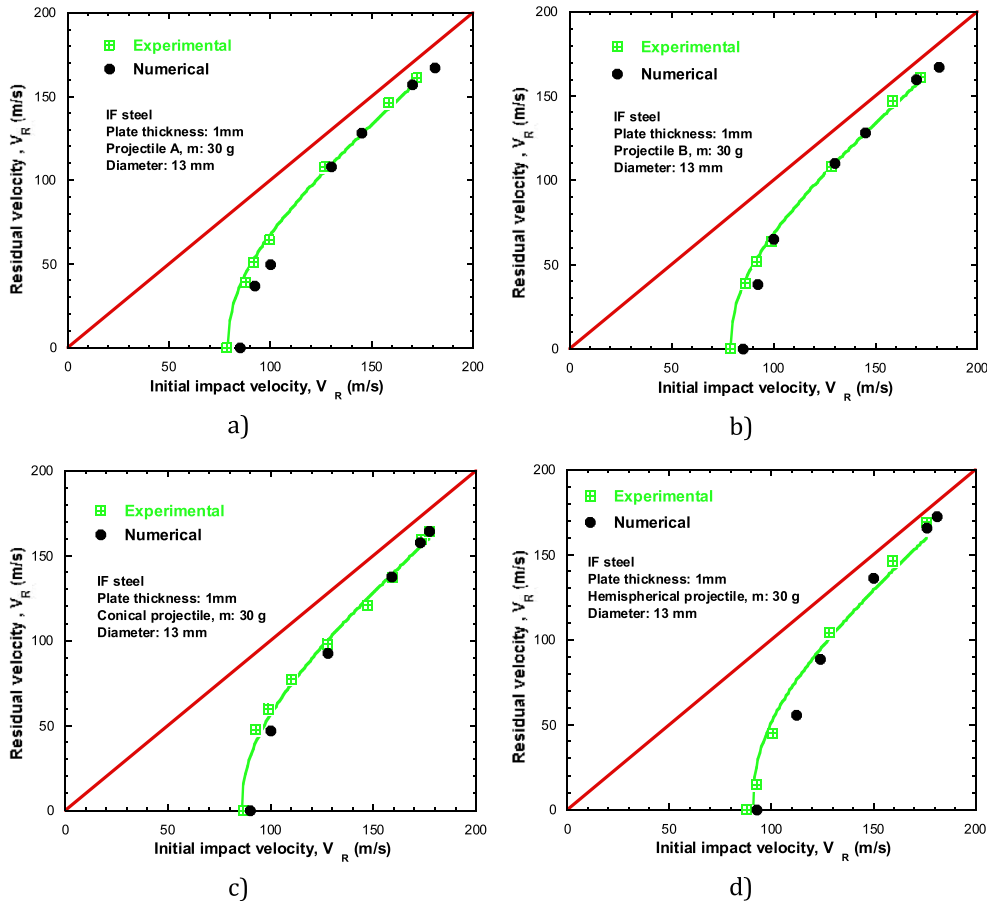 200
150
100
50
0
Residual velocity , V R (m/s)
Experimental
Numerical
IF steel
Plate thickness: 1mm
Projectile A, m: 30 g
Diameter: 13 mm
0 50 100 150 200
Initial impact velocity, V R (m/s)
a)
200
150
100
50
0
Residual velocity , V R (m/s)
Experimental
Numerical
IF steel
Plate thickness: 1mm
Projectile B, m: 30 g
Diameter: 13 mm
0 50 100 150 200
Initial impact velocity, V R (m/s)
b)
200
150
100
50
0
Residual velocity , V R (m/s)
Experimental
Numerical
IF steel
Plate thickness: 1mm
Conical projectile, m: 30 g
Diameter: 13 mm
0 50 100 150 200
Initial impact velocity, V R (m/s)
c)
200
150
100
50
0
Residual velocity , V R (m/s)
Experimental
Numerical
IF steel
Plate thickness: 1mm
Hemispherical projectile, m: 30 g
Diameter: 13 mm
0 50 100 150 200
Initial impact velocity, V R (m/s)
d)